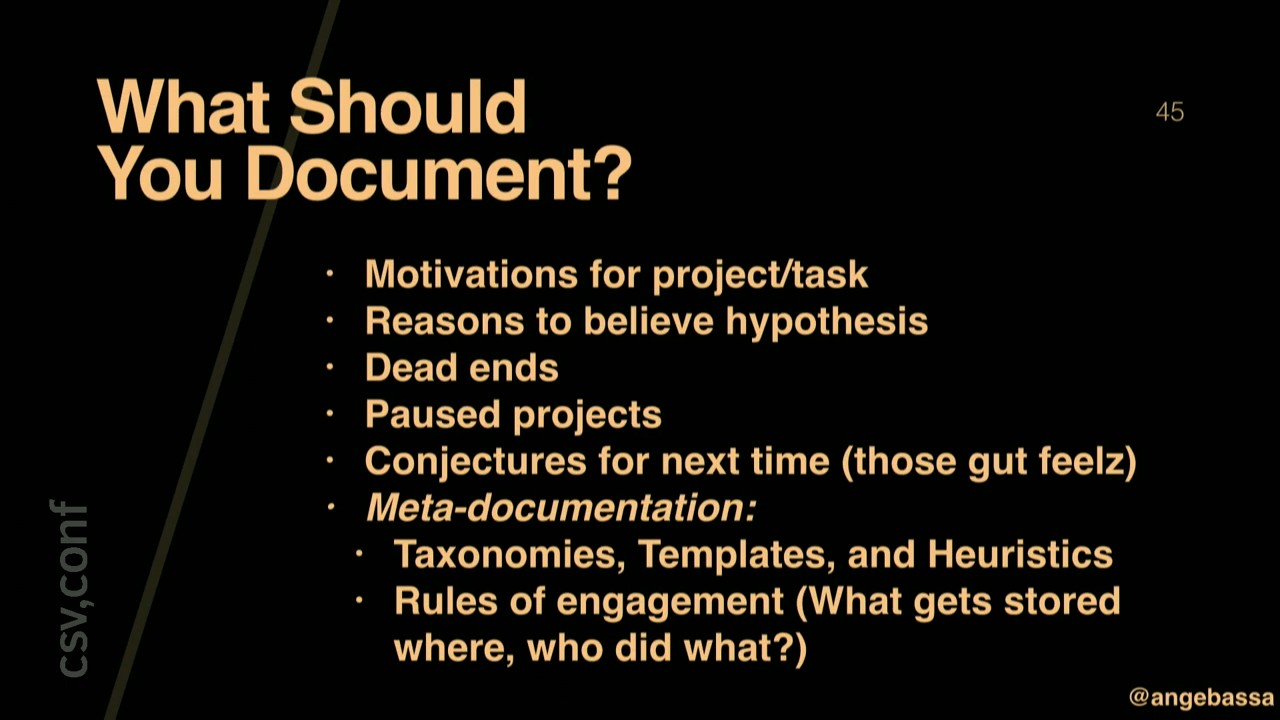 What Should
You Document?
45
· Motivations for project/task
· Reasons to believe hypothesis
· Dead ends
· Paused projects
· Conjectures for next time (those gut feelz)
· Meta-documentation:
· Taxonomies, Templates, and Heuristics
· Rules of engagement (What gets stored
where, who did what?)
csv,conf
@angebassa